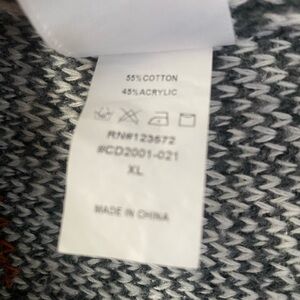 55%COTTON
45%ACRYLIC
RN#123572
#CD2001-021
XL
MADE IN CHINA